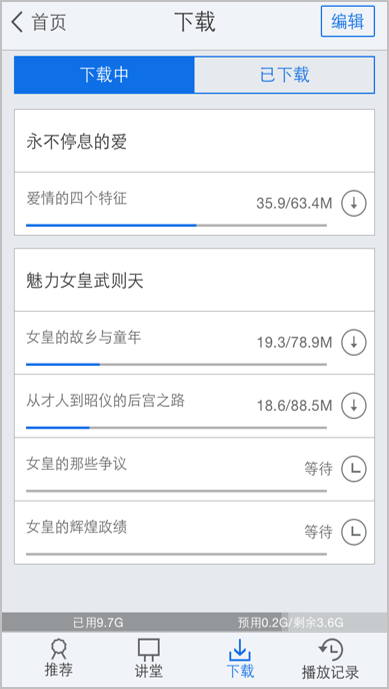 首页
下载
编辑
下载中
已下载
永不停息的爱
爱情的四个特征
35.9/63.4M
魅力女皇武则天
女皇的故乡与童年
19.3/78.9M
从才人到昭仪的后宫之路
18.6/88.5M
女皇的那些争议
等待
女皇的辉煌政绩
等待
已用9.7G
预用0.2G/剩余3.6G
推荐
讲堂
下载
播放记录